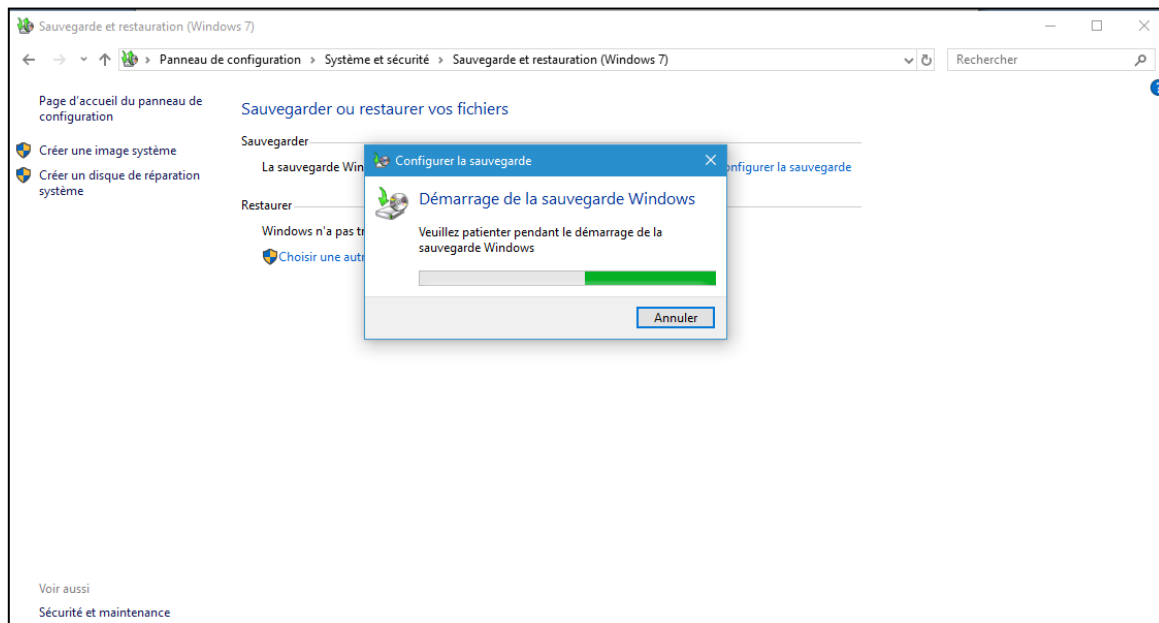 Sauvegarde et restauration (Windows 7)
Panneau de configuration › Système et sécurité › Sauvegarde et restauration (Windows 7)
Rechercher
Page d'accueil du panneau de
configuration
Créer une image système
Créer un disque de réparation
système
Sauvegarder ou restaurer vos fichiers
Sauvegarder
La sauvegarde Win
onfigurer la sauvegarde
Restaurer
Windows n'a pas tr
Choisir une autr
Configurer la sauvegarde
Démarrage de la sauvegarde Windows
Veuillez patienter pendant le démarrage de la
sauvegarde Windows
Annuler
Voir aussi
Sécurité et maintenance